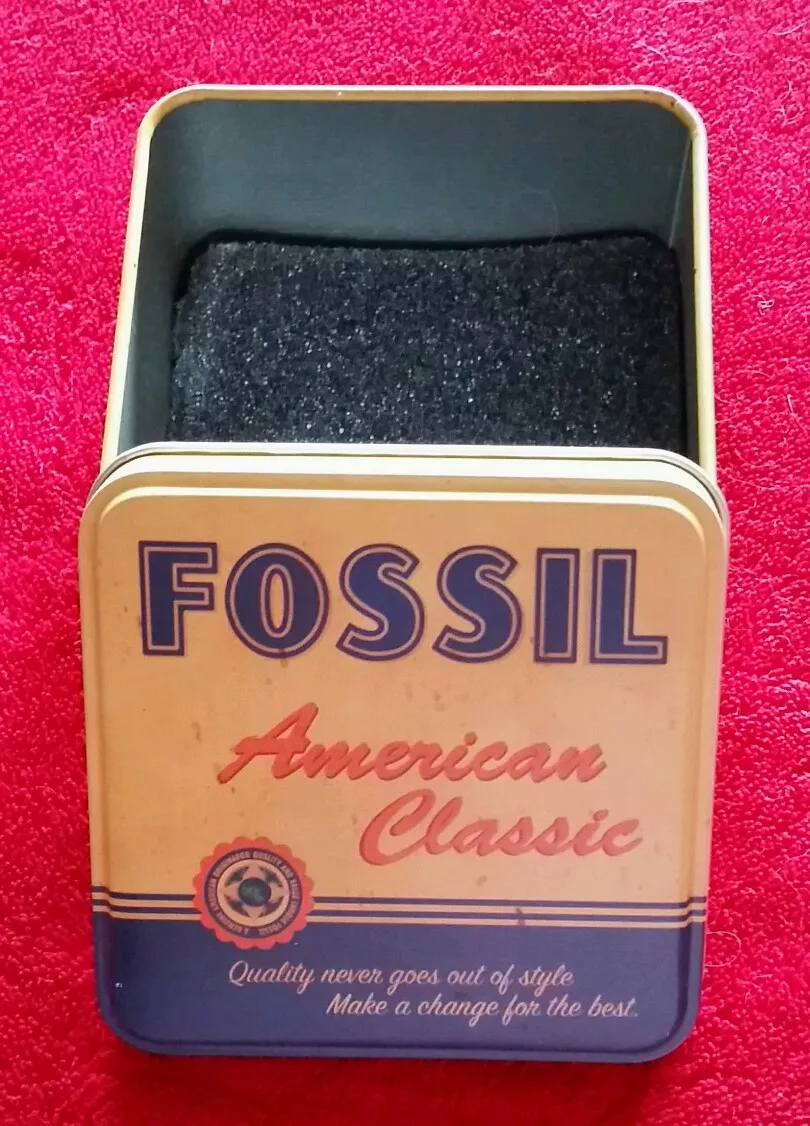 FOSSIL
American
Classic
Quality never goes out of style
Make a change for the best.